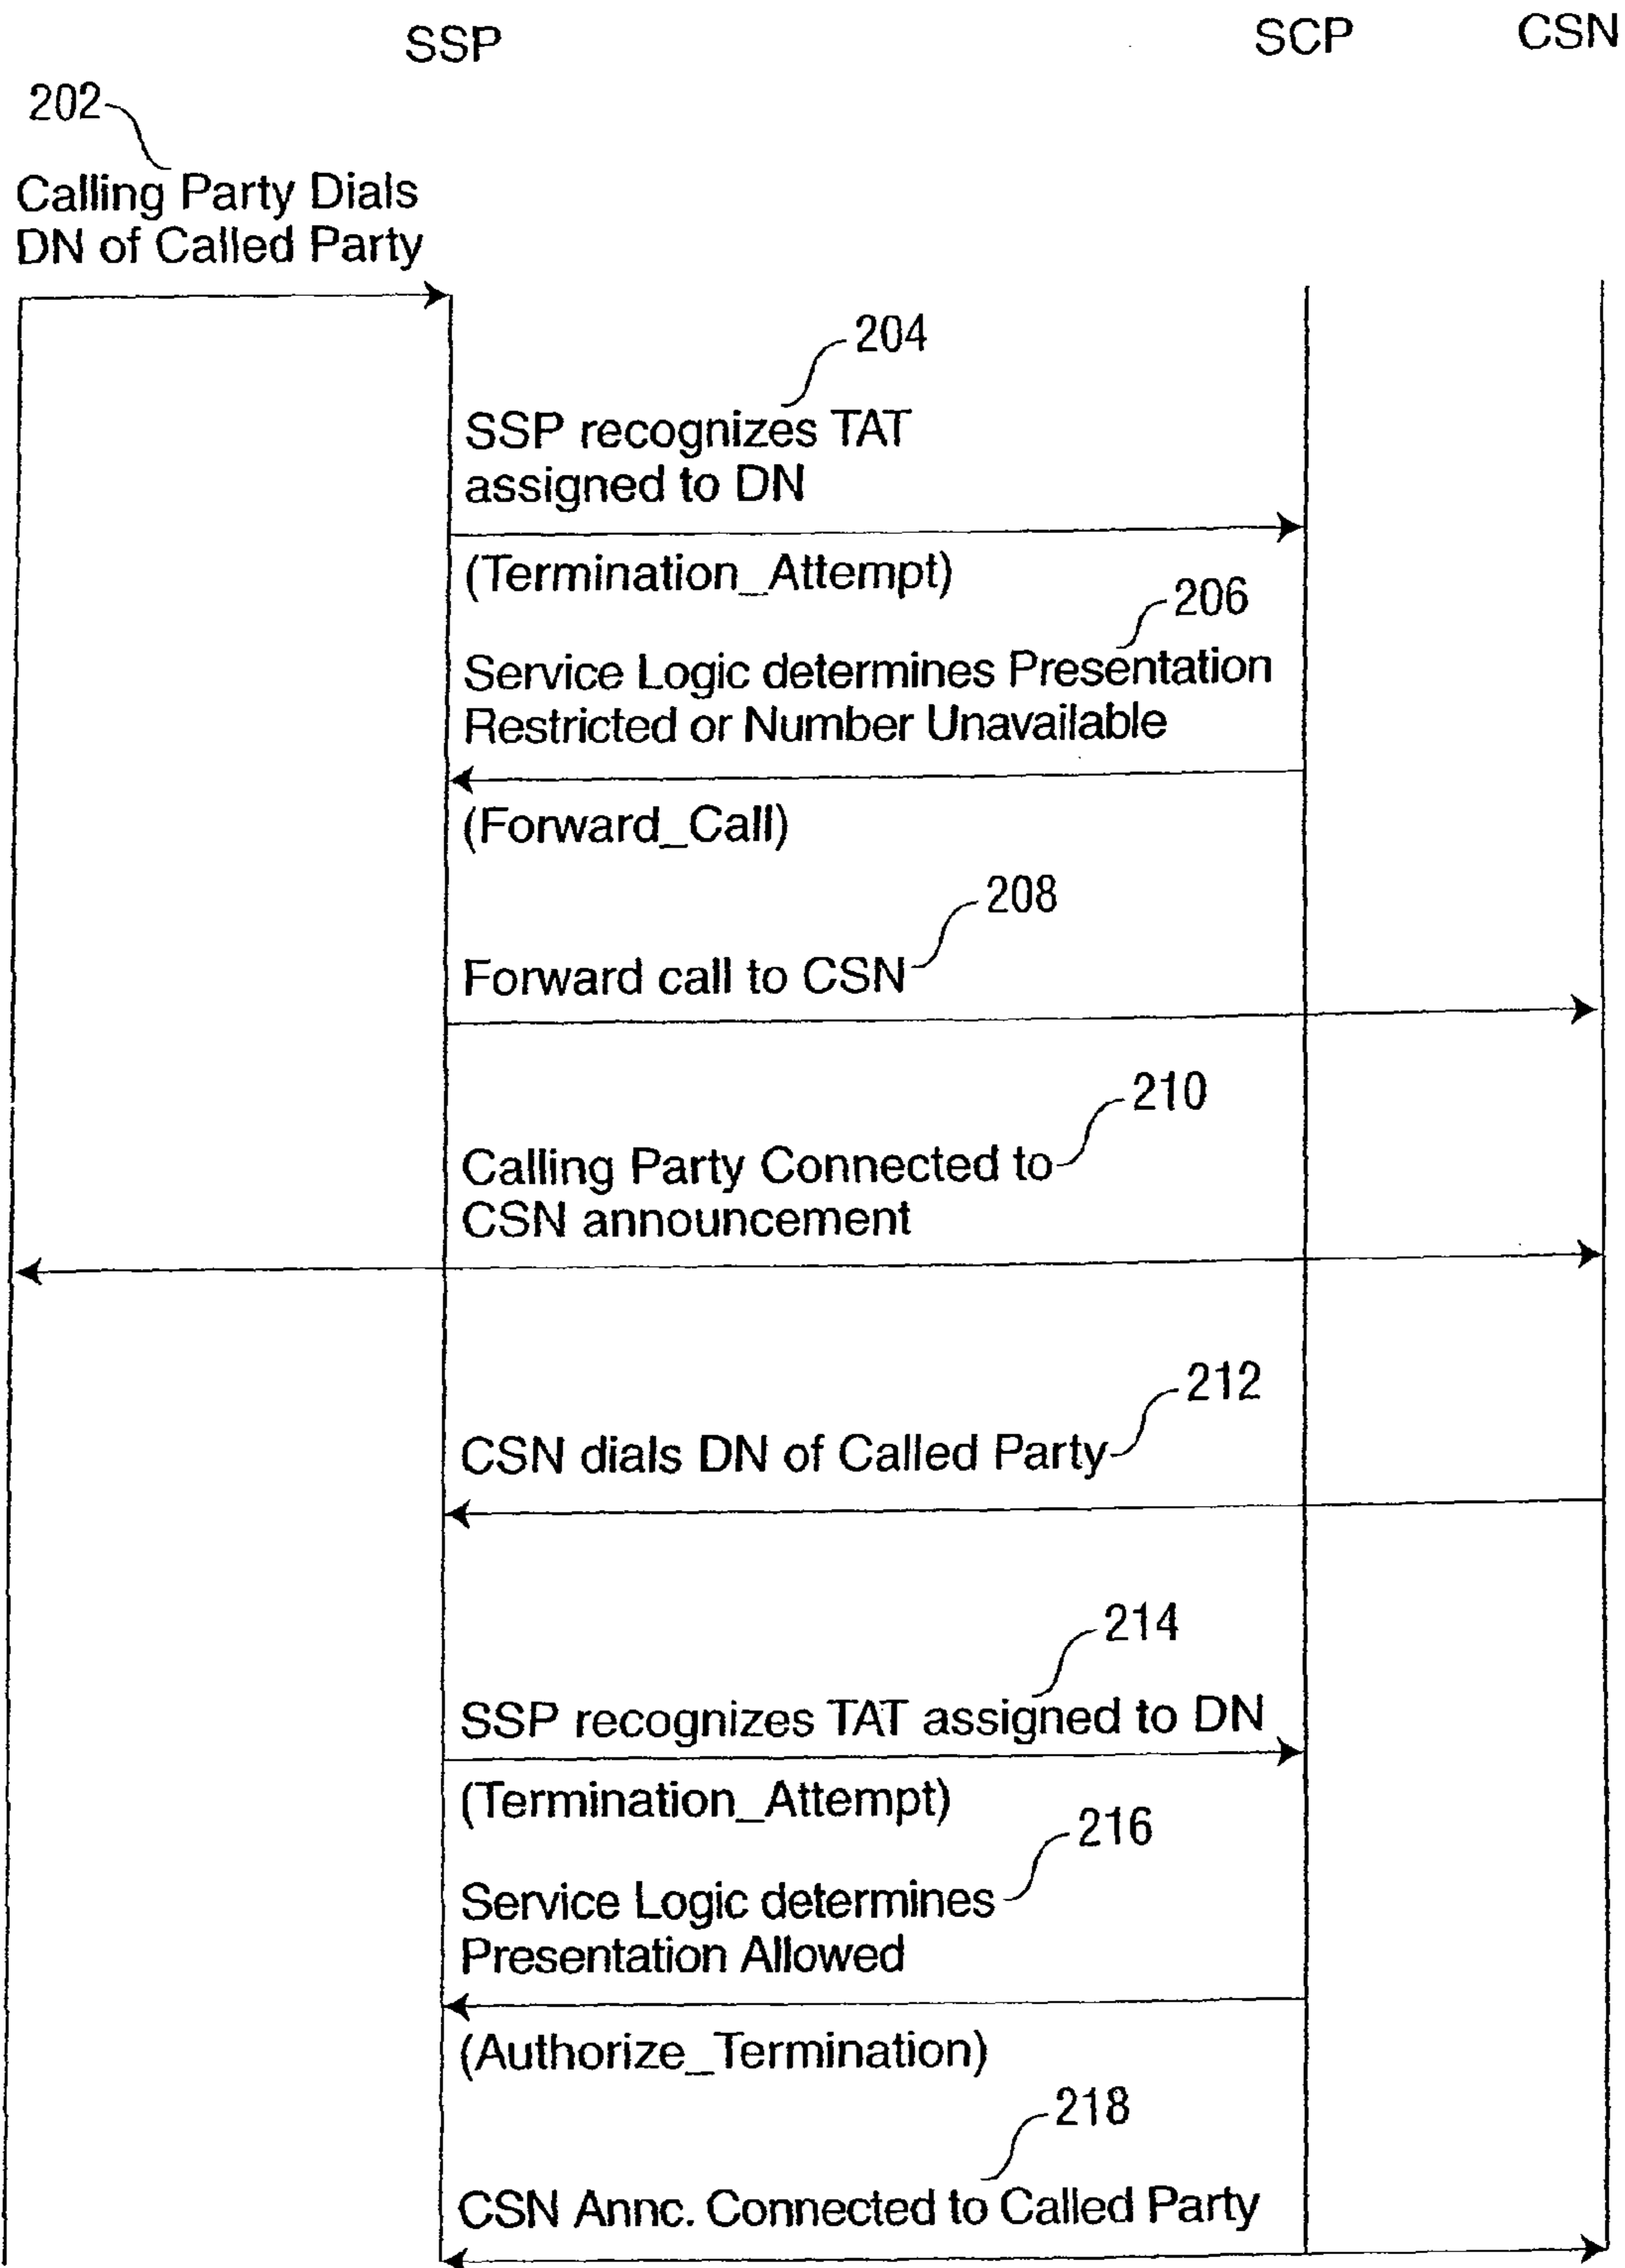 SSP SCP CSN
202
Calling Party Dials
DN of Called Party
204
SSP recognizes TAT
assigned to DN
(Termination_Attempt)
206
Service Logic determines Presentation
Restricted or Number Unavailable
(Forward_Call)
208
Forward call to CSN
210
Calling Party Connected to
CSN announcement
212
CSN dials DN of Called Party
214
SSP recognizes TAT assigned to DN
(Termination_Attempt)
216
Service Logic determines
Presentation Allowed
(Authorize_Termination)
218
CSN Annc. Connected to Called Party